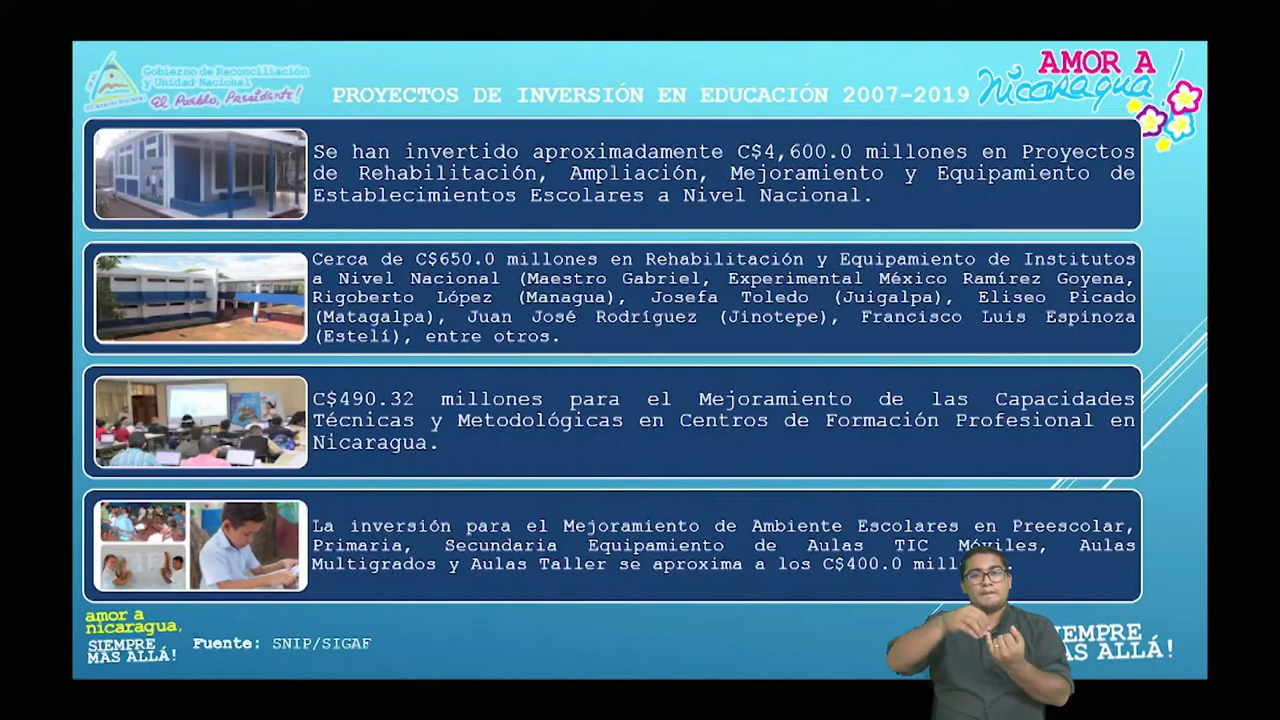 Gobierno de Reconciliación
y Unidad Nacional
El Pueblo, Presidente!
AMOR A
Nicaragua!
PROYECTOS DE INVERSIÓN EN EDUCACIÓN 2007-2019
Se han invertido aproximadamente C$4,600.0 millones en Proyectos
de Rehabilitación, Ampliación, Mejoramiento y Equipamiento de
Establecimientos Escolares a Nivel Nacional.
Cerca de C$650.0 millones en Rehabilitación y Equipamiento de Institutos
a Nivel Nacional (Maestro Gabriel, Experimental México Ramírez Goyena,
Rigoberto López (Managua), Josefa Toledo (Juigalpa), Eliseo Picado
(Matagalpa), Juan José Rodríguez (Jinotepe), Francisco Luis Espinoza
(Estelí), entre otros.
C$490.32 millones para el Mejoramiento de las Capacidades
Técnicas y Metodológicas en Centros de Formación Profesional en
Nicaragua.
La inversión para el Mejoramiento de Ambiente Escolares en Preescolar,
Primaria, Secundaria Equipamiento de Aulas TIC Móviles, Aulas
Multigrados y Aulas Taller se aproxima a los C$400.0
amor a
nicaragua,
SIEMPRE
MÁS ALLÁ!
Fuente: SNIP/SIGAF
IEMPRE
ÁS ALLÁ!